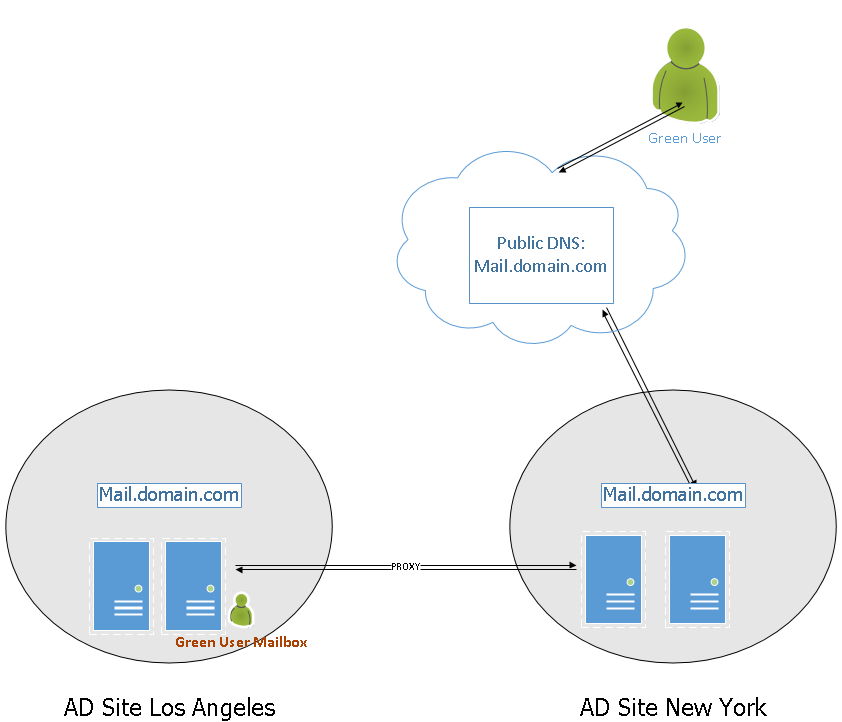 Green User
Public DNS:
Mail.domain.com
Mail.domain.com
Mail.domain.com
PROXY
Green User Mailbox
AD Site Los Angeles
AD Site New York